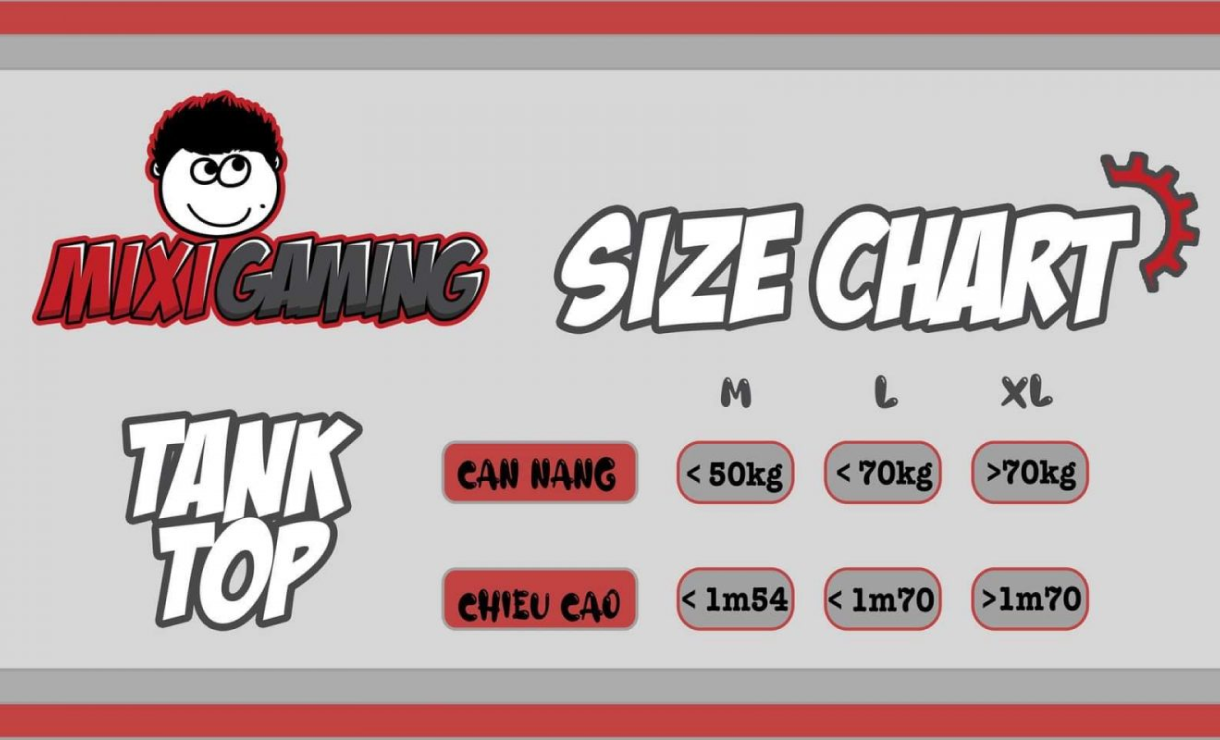 MIXIGAMING
SIZE CHART
M L XL
TANK
TOP
CAN NANG < 50kg < 70kg >70kg
CHIEU CAO < 1m54 < 1m70 >1m70